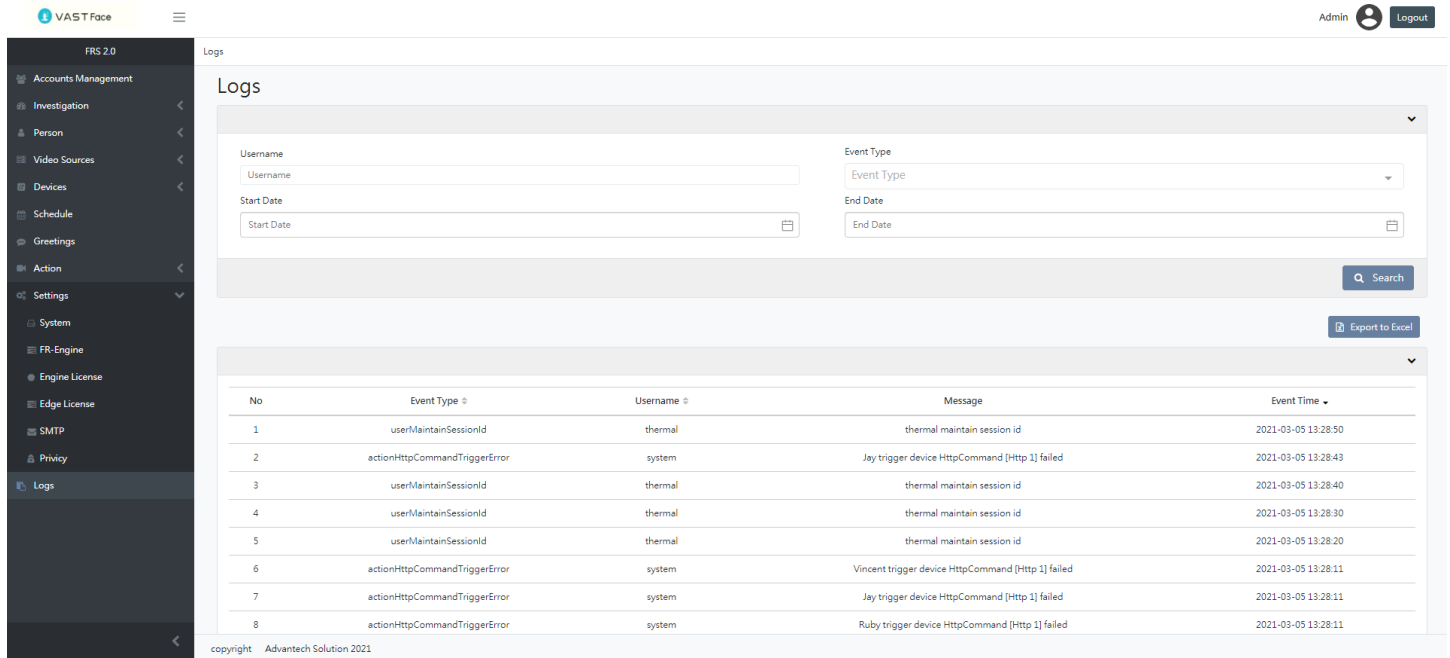 VAST Face
Admin
Logout
FRS 2.0
Logs
Accounts Management
Investigation
Person
Video Sources
Devices
Schedule
Greetings
Action
Settings
System
FR-Engine
Engine License
Edge License
SMTP
Privicy
Logs
Logs
Username
Event Type
Username
Event Type
Start Date
End Date
Start Date
End Date
Search
Export to Excel
No Event Type Username Message Event Time
1 userMaintainSessionId thermal thermal maintain session id 2021-03-05 13:28:50
2 actionHttpCommandTriggerError system Jay trigger device HttpCommand [Http 1] failed 2021-03-05 13:28:43
3 userMaintainSessionId thermal thermal maintain session id 2021-03-05 13:28:40
4 userMaintainSessionId thermal thermal maintain session id 2021-03-05 13:28:30
5 userMaintainSessionId thermal thermal maintain session id 2021-03-05 13:28:20
6 actionHttpCommandTriggerError system Vincent trigger device HttpCommand [Http 1] failed 2021-03-05 13:28:11
7 actionHttpCommandTriggerError system Jay trigger device HttpCommand [Http 1] failed 2021-03-05 13:28:11
8 actionHttpCommandTriggerError system Ruby trigger device HttpCommand [Http 1] failed 2021-03-05 13:28:11
copyright Advantech Solution 2021